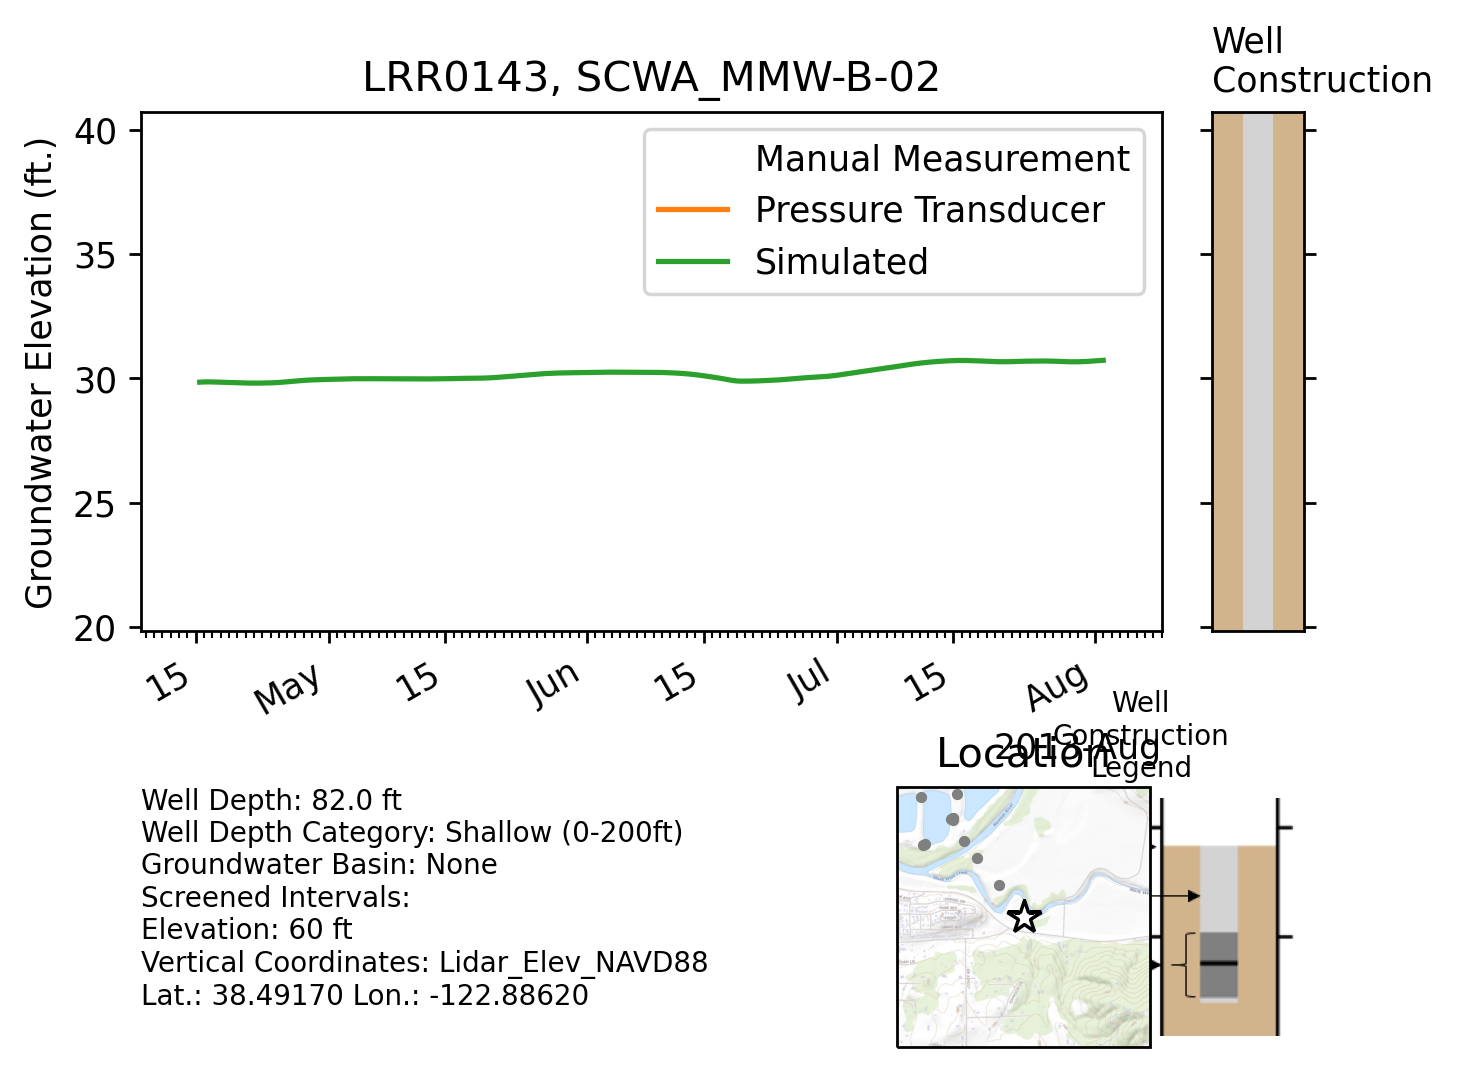 Well
Construction
LRR0143, SCWA_MMW-B-02
Groundwater Elevation (ft.)
40
35
30
25
20
Manual Measurement
Pressure Transducer
Simulated
15
May
15
Jun
15
Jul
15
Aug
2013-Aug
Location
Well
Construction
Legend
Well Depth: 82.0 ft
Well Depth Category: Shallow (0-200ft)
Groundwater Basin: None
Screened Intervals:
Elevation: 60 ft
Vertical Coordinates: Lidar_Elev_NAVD88
Lat.: 38.49170 Lon.: -122.88620